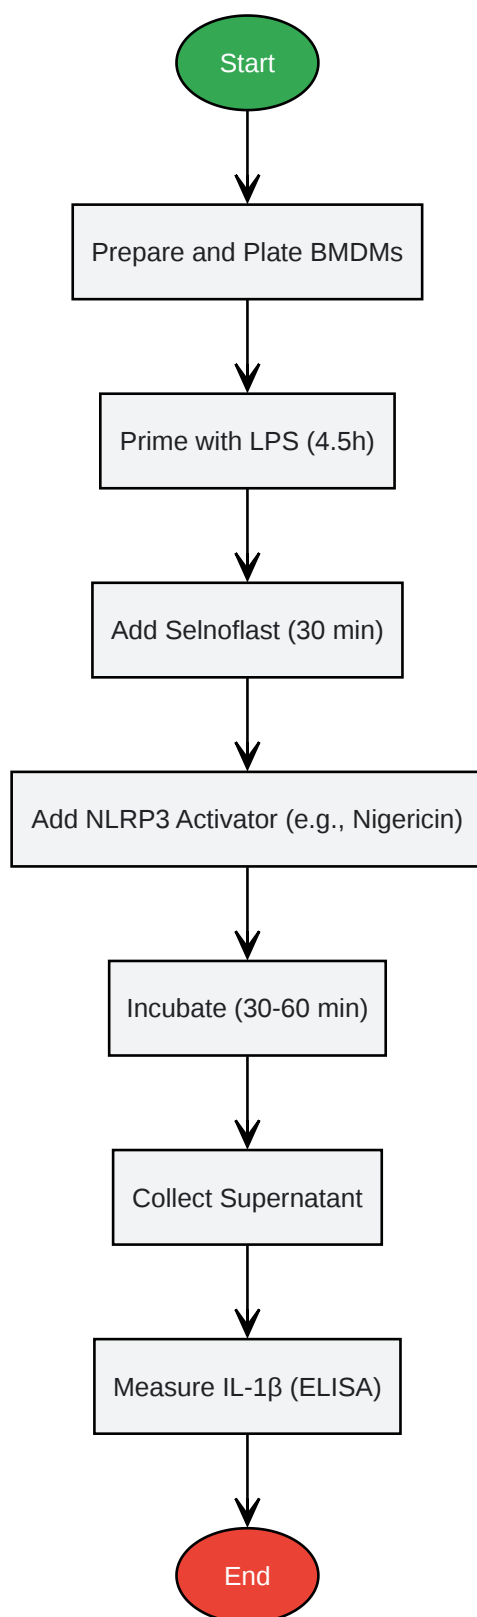 Start
Prepare and Plate BMDMs
Prime with LPS (4.5h)
Add Selnoflast (30 min)
Add NLRP3 Activator (e.g., Nigericin)
Incubate (30-60 min)
Collect Supernatant
Measure IL-1β (ELISA)
End